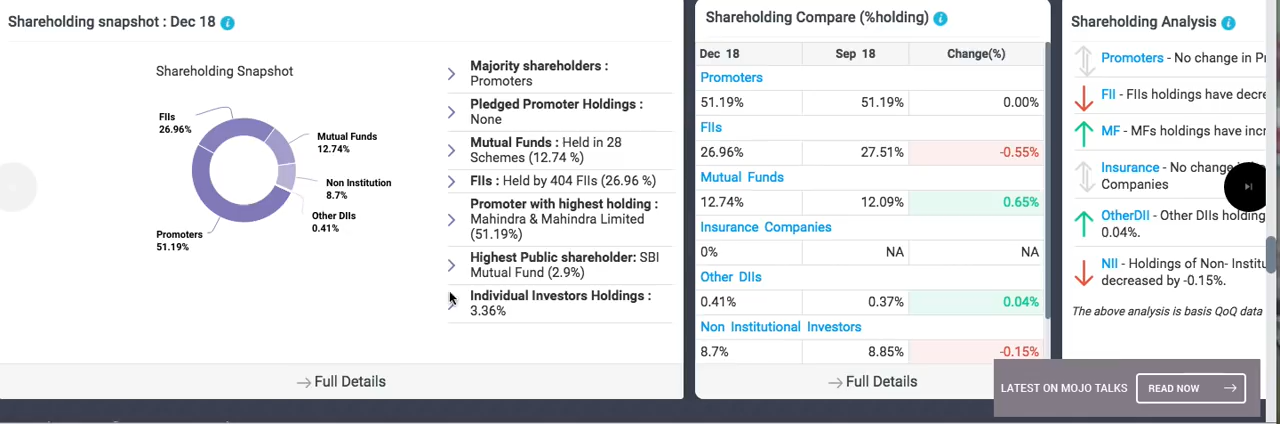 Shareholding snapshot : Dec 18
Shareholding Snapshot
FIIs
26.96%
Mutual Funds
12.74%
Non Institution
8.7%
Other DIIs
0.41%
Promoters
51.19%
Majority shareholders :
Promoters
Pledged Promoter Holdings :
None
Mutual Funds : Held in 28
Schemes (12.74 %)
FIIs : Held by 404 FIIs (26.96 %)
Promoter with highest holding :
Mahindra & Mahindra Limited
(51.19%)
Highest Public shareholder: SBI
Mutual Fund (2.9%)
Individual Investors Holdings :
3.36%
Full Details
Shareholding Compare (%holding)
Dec 18 Sep 18 Change(%)
Promoters
51.19% 51.19% 0.00%
FIIs
26.96% 27.51% -0.55%
Mutual Funds
12.74% 12.09% 0.65%
Insurance Companies
0% NA NA
Other DIIs
0.41% 0.37% 0.04%
Non Institutional Investors
8.7% 8.85% -0.15%
Full Details
Shareholding Analysis
Promoters - No change in Pr
FII - FIIs holdings have decre
MF - MFs holdings have incr
Insurance - No change
Companies
OtherDII - Other DIIs holding
0.04%.
NII - Holdings of Non- Institu
decreased by -0.15%.
The above analysis is basis QoQ data
LATEST ON MOJO TALKS
READ NOW